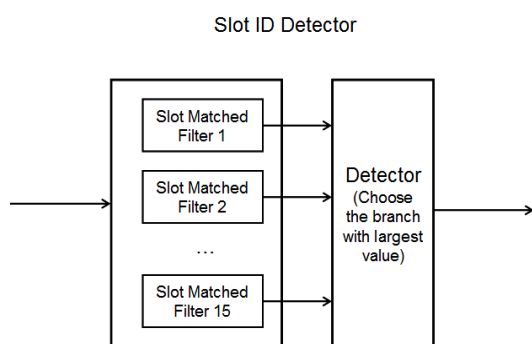 Slot ID Detector
Slot Matched
Filter 1
Slot Matched
Filter 2
...
Slot Matched
Filter 15
Detector
(Choose
the branch
with largest
value)